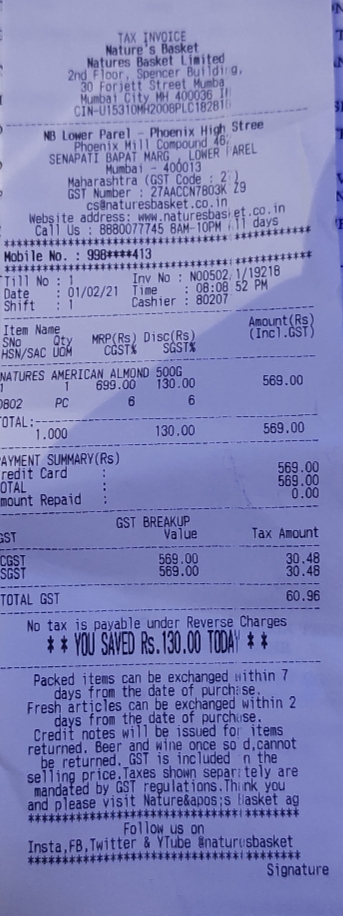 TAX INVOICE
Nature's Basket
Natures Basket Limited
2nd Floor, Spencer Building,
30 Forjett Street Mumba
Mumbai City MH 400036 I
CIN-U15310MH2008PLC18281
NB Lower Parel - Phoenix High Stree
Phoenix Mill Compound 46,
SENAPATI BAPAT MARG , LOWER PAREL
Mumbai - 400013
Maharashtra (GST Code : 2 )
GST Number : 27AACCN7803K Z9
cs@naturesbasket.co.in
Website address: www.naturesbasket.co.in
Call Us : 8880077745 8AM-10PM , 11 days
*******************************************
Mobile No. : 998****413
*******************************************
Till No : 1 Inv No : N00502 1/19218
Date : 01/02/21 Time : 08:08 52 PM
Shift : 1 Cashier : 80207
Item Name Amount(Rs)
SNo Qty MRP(Rs) Disc(Rs) (Incl.GST)
HSN/SAC UOM CGST% SGST%
NATURES AMERICAN ALMOND 500G
1 1 699.00 130.00 569.00
0802 PC 6 6
OTAL:
1.000 130.00 569.00
AYMENT SUMMARY(Rs)
redit Card : 569.00
OTAL : 569.00
mount Repaid : 0.00
GST BREAKUP
GST Value Tax Amount
CGST 569.00 30.48
SGST 569.00 30.48
TOTAL GST 60.96
No tax is payable under Reverse Charges
* * YOU SAVED Rs.130.00 TODAY * *
Packed items can be exchanged within 7
days from the date of purchase.
Fresh articles can be exchanged within 2
days from the date of purchase.
Credit notes will be issued for items
returned. Beer and wine once so d,cannot
be returned. GST is included n the
selling price.Taxes shown separately are
mandated by GST regulations.Thank you
and please visit Nature&apos;s Basket ag
*******************************************
Follow us on
Insta,FB,Twitter & YTube @naturesbasket
*******************************************
Signature